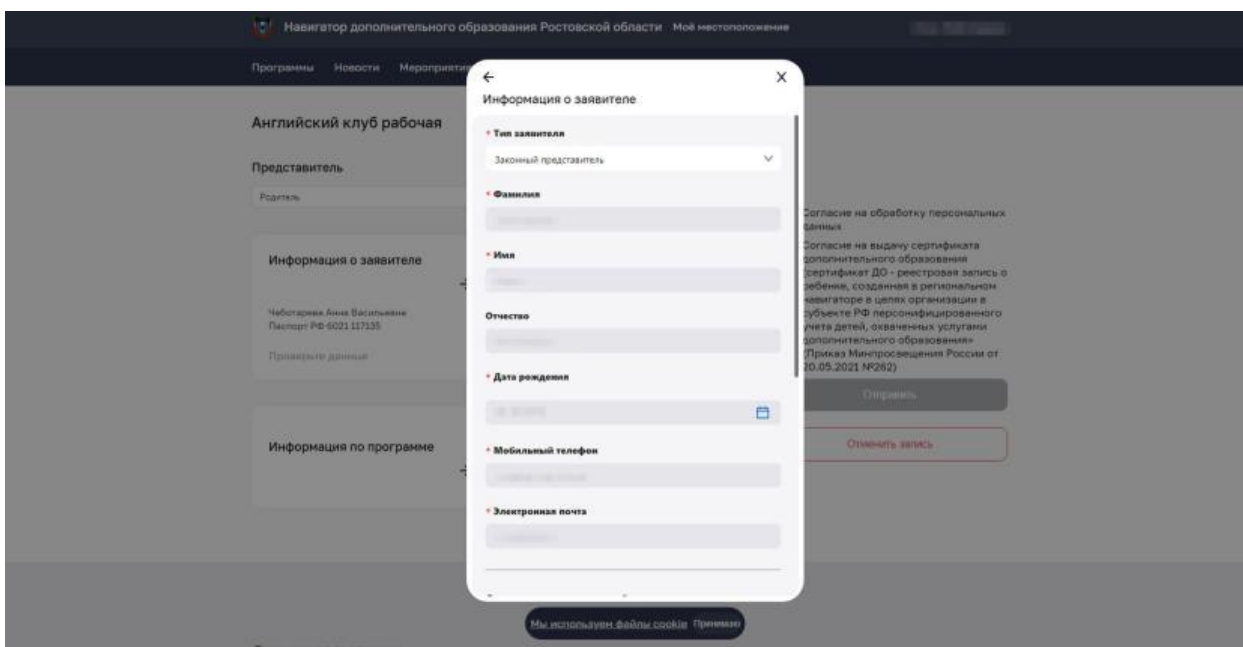 Навигатор дополнительного образования Ростовской области Моё местоположение
Программы Новости Мероприятия
Английский клуб рабочая
Представитель
Родитель
Информация о заявителе
Чеботарева Анна Васильевна
Паспорт РФ 6021 117135
Проверьте данные
Информация по программе
Информация о заявителе
* Тип заявителя
Законный представитель
* Фамилия
* Имя
Отчество
* Дата рождения
* Мобильный телефон
* Электронная почта
Согласие на обработку персональных
данных
Согласие на выдачу сертификата
дополнительного образования
(сертификат ДО - реестровая запись о
ребенке, созданная в региональном
навигаторе в целях организации в
субъекте РФ персонифицированного
учета детей, охваченных услугами
дополнительного образования»
(Приказ Минпросвещения России от
20.05.2021 №262)
Отправить
Отменить запись
Мы используем файлы cookie Принимаю